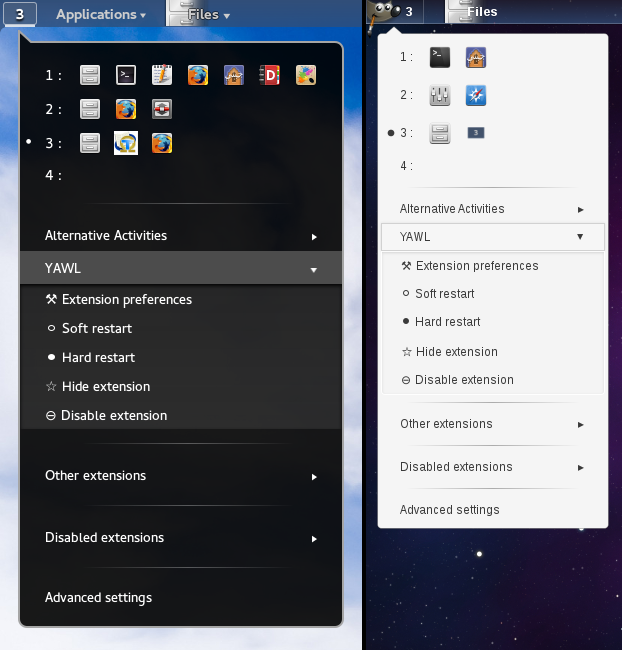 3 Applications ▾ Files ▾
1 :
2 :
• 3 :
4 :
Alternative Activities ▸
YAWL ▾
⚒ Extension preferences
○ Soft restart
● Hard restart
☆ Hide extension
⊖ Disable extension
Other extensions ▸
Disabled extensions ▸
Advanced settings
3 Files
1 :
2 :
● 3 :
3
4 :
Alternative Activities ▸
YAWL ▾
⚒ Extension preferences
○ Soft restart
● Hard restart
☆ Hide extension
⊖ Disable extension
Other extensions ▸
Disabled extensions ▸
Advanced settings